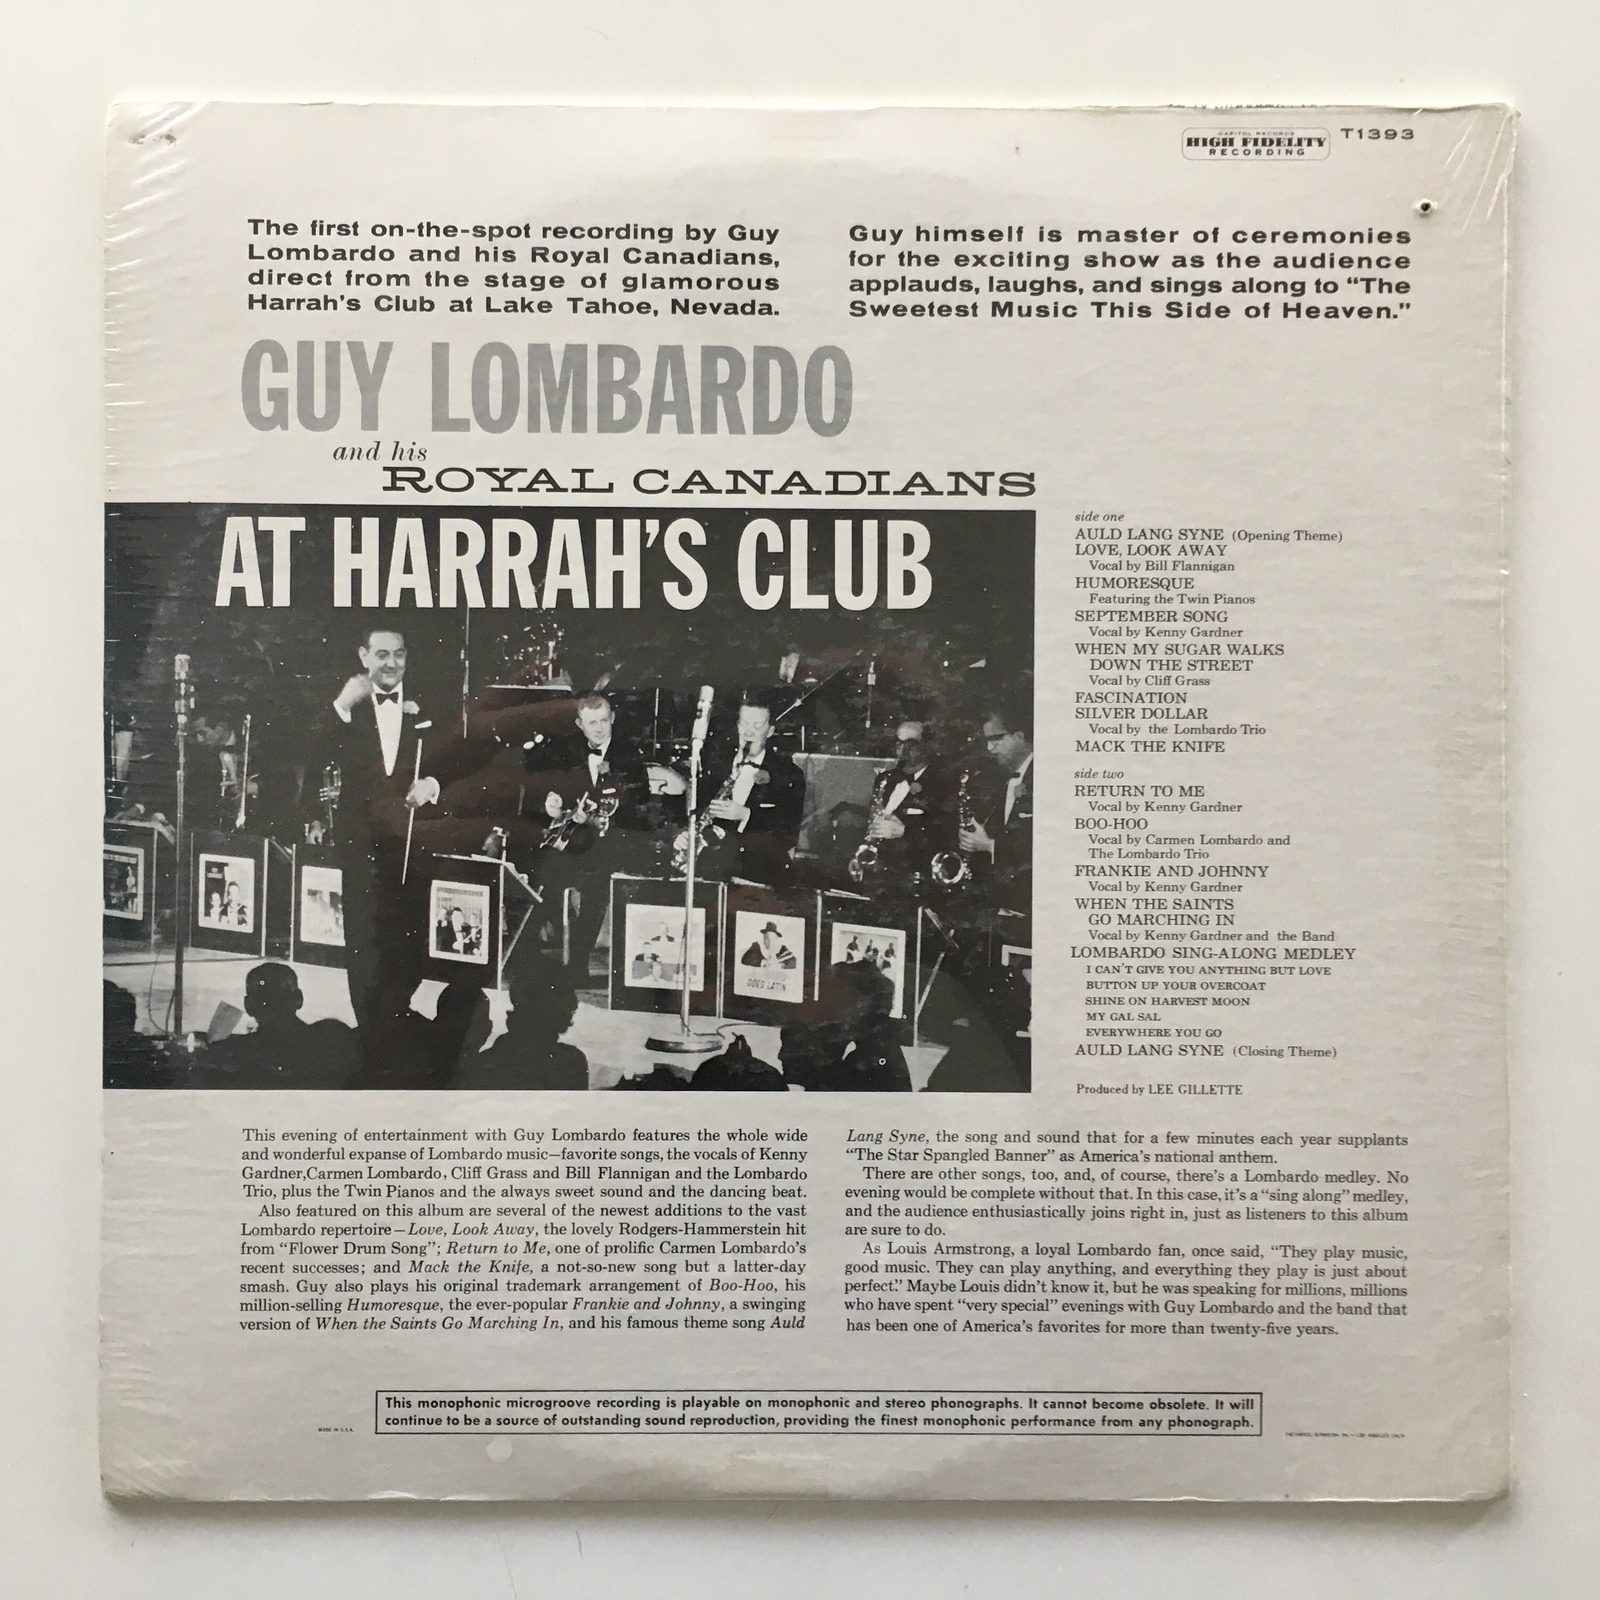 CAPITOL RECORDS
HIGH FIDELITY
RECORDING
T1393
The first on-the-spot recording by Guy
Lombardo and his Royal Canadians,
direct from the stage of glamorous
Harrah's Club at Lake Tahoe, Nevada.
Guy himself is master of ceremonies
for the exciting show as the audience
applauds, laughs, and sings along to "The
Sweetest Music This Side of Heaven."
GUY LOMBARDO
and his
ROYAL CANADIANS
AT HARRAH'S CLUB
DOES LATIN
side one
AULD LANG SYNE (Opening Theme)
LOVE, LOOK AWAY
Vocal by Bill Flannigan
HUMORESQUE
Featuring the Twin Pianos
SEPTEMBER SONG
Vocal by Kenny Gardner
WHEN MY SUGAR WALKS
DOWN THE STREET
Vocal by Cliff Grass
FASCINATION
SILVER DOLLAR
Vocal by the Lombardo Trio
MACK THE KNIFE
side two
RETURN TO ME
Vocal by Kenny Gardner
BOO-HOO
Vocal by Carmen Lombardo and
The Lombardo Trio
FRANKIE AND JOHNNY
Vocal by Kenny Gardner
WHEN THE SAINTS
GO MARCHING IN
Vocal by Kenny Gardner and the Band
LOMBARDO SING-ALONG MEDLEY
I CAN'T GIVE YOU ANYTHING BUT LOVE
BUTTON UP YOUR OVERCOAT
SHINE ON HARVEST MOON
MY GAL SAL
EVERYWHERE YOU GO
AULD LANG SYNE (Closing Theme)
Produced by LEE GILLETTE
This evening of entertainment with Guy Lombardo features the whole wide
and wonderful expanse of Lombardo music—favorite songs, the vocals of Kenny
Gardner,Carmen Lombardo, Cliff Grass and Bill Flannigan and the Lombardo
Trio, plus the Twin Pianos and the always sweet sound and the dancing beat.
Also featured on this album are several of the newest additions to the vast
Lombardo repertoire—Love, Look Away, the lovely Rodgers-Hammerstein hit
from "Flower Drum Song"; Return to Me, one of prolific Carmen Lombardo's
recent successes; and Mack the Knife, a not-so-new song but a latter-day
smash. Guy also plays his original trademark arrangement of Boo-Hoo, his
million-selling Humoresque, the ever-popular Frankie and Johnny, a swinging
version of When the Saints Go Marching In, and his famous theme song Auld
Lang Syne, the song and sound that for a few minutes each year supplants
"The Star Spangled Banner" as America's national anthem.
There are other songs, too, and, of course, there's a Lombardo medley. No
evening would be complete without that. In this case, it's a "sing along" medley,
and the audience enthusiastically joins right in, just as listeners to this album
are sure to do.
As Louis Armstrong, a loyal Lombardo fan, once said, "They play music,
good music. They can play anything, and everything they play is just about
perfect." Maybe Louis didn't know it, but he was speaking for millions, millions
who have spent "very special" evenings with Guy Lombardo and the band that
has been one of America's favorites for more than twenty-five years.
This monophonic microgroove recording is playable on monophonic and stereo phonographs. It cannot become obsolete. It will
continue to be a source of outstanding sound reproduction, providing the finest monophonic performance from any phonograph.
MADE IN U.S.A.